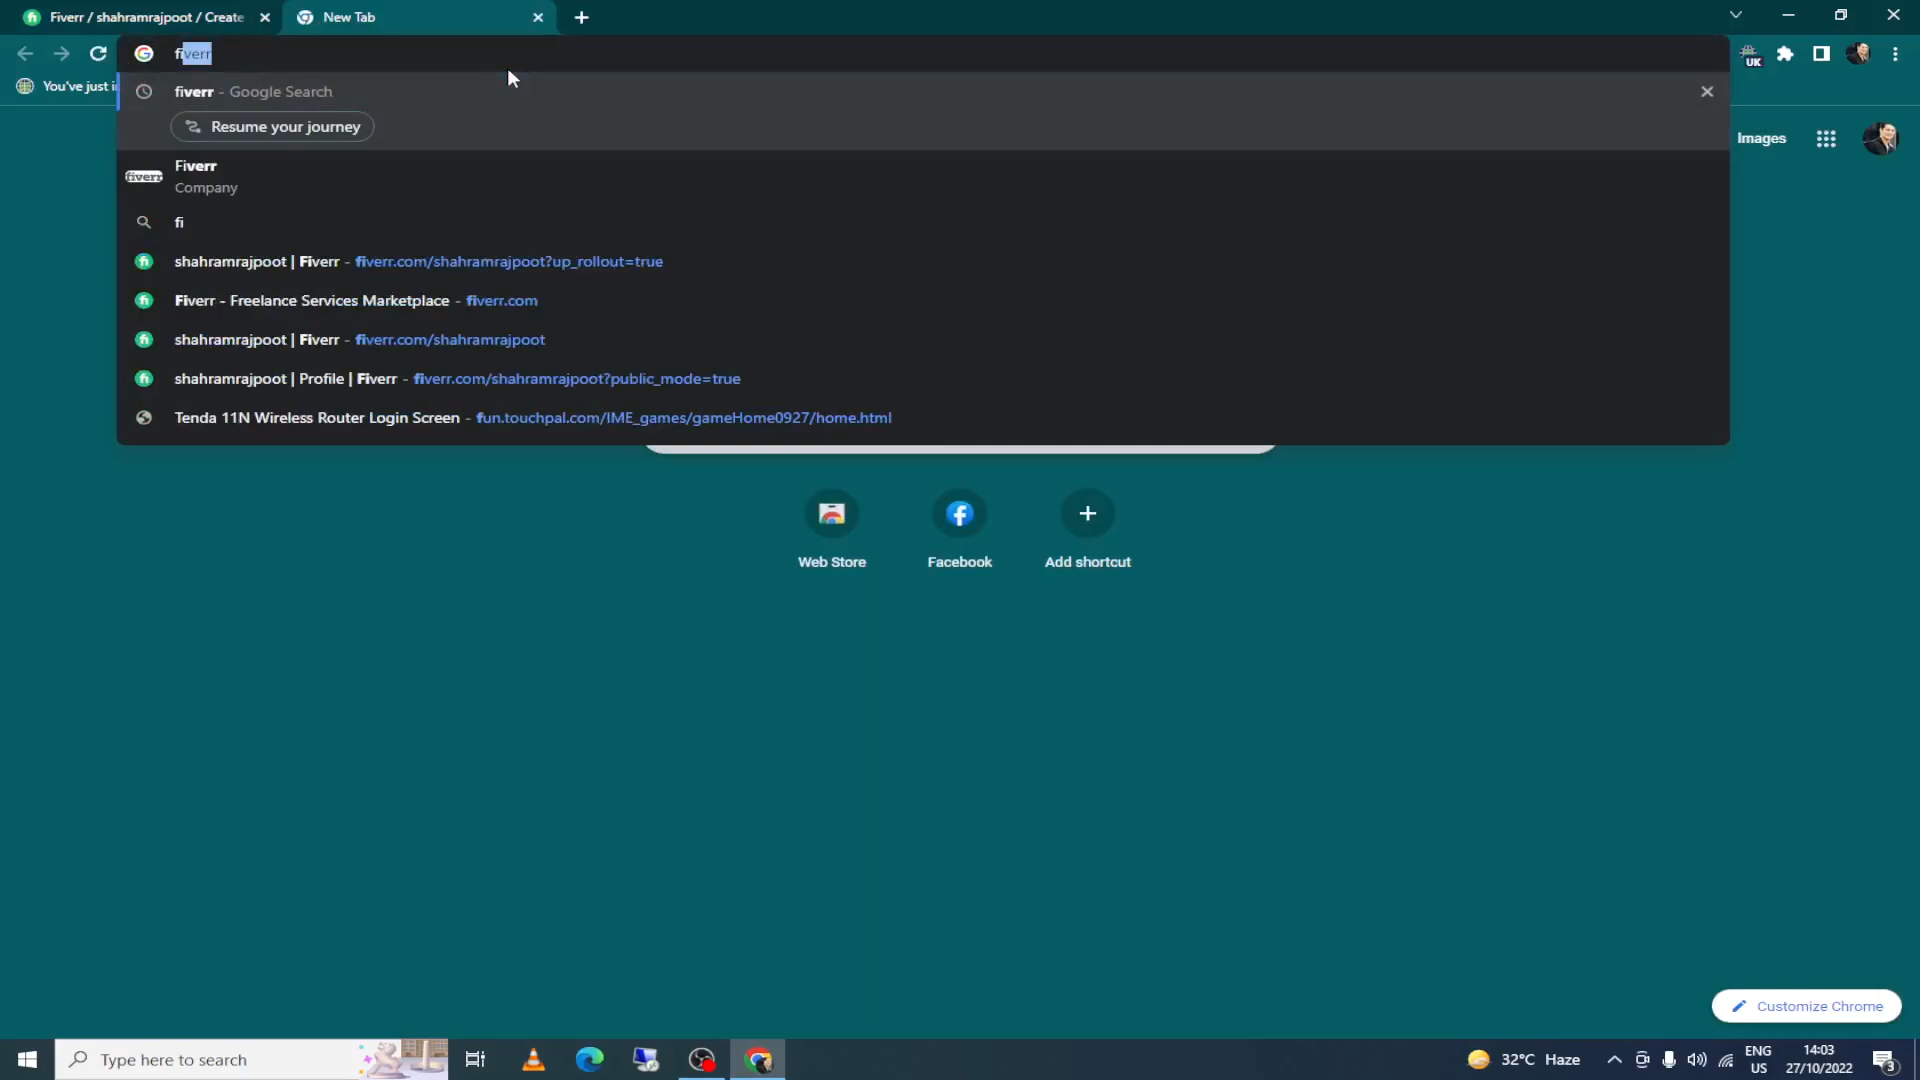 Fiverr / shahramrajpoot / Create
New Tab
fiverr
UK
You've just i
fiverr - Google Search
Resume your journey
Images
fiverr
Fiverr
Company
fi
shahramrajpoot | Fiverr - fiverr.com/shahramrajpoot?up_rollout=true
Fiverr - Freelance Services Marketplace - fiverr.com
shahramrajpoot | Fiverr - fiverr.com/shahramrajpoot
shahramrajpoot | Profile | Fiverr - fiverr.com/shahramrajpoot?public_mode=true
Tenda 11N Wireless Router Login Screen - fun.touchpal.com/IME_games/gameHome0927/home.html
Web Store
Facebook
Add shortcut
Customize Chrome
Type here to search
32°C Haze
ENG
US
14:03
27/10/2022
3